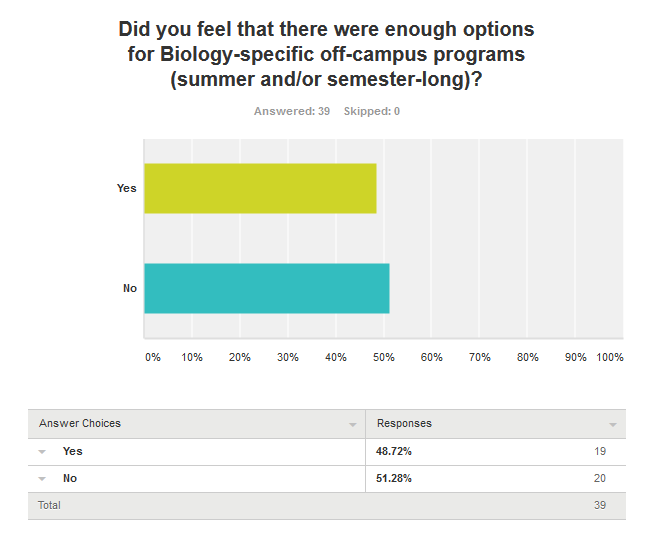 Did you feel that there were enough options
for Biology-specific off-campus programs
(summer and/or semester-long)?
Answered: 39 Skipped: 0
Yes
No
0% 10% 20% 30% 40% 50% 60% 70% 80% 90% 100%
Answer Choices Responses
Yes 48.72% 19
No 51.28% 20
Total 39